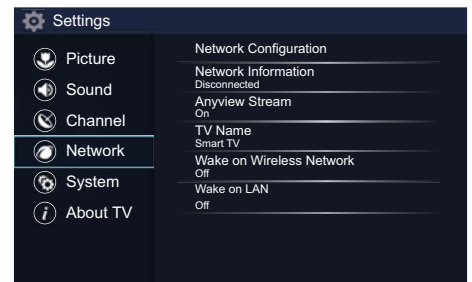 Settings
Picture
Sound
Channel
Network
System
About TV
Network Configuration
Network Information
Disconnected
Anyview Stream
On
TV Name
Smart TV
Wake on Wireless Network
Off
Wake on LAN
Off